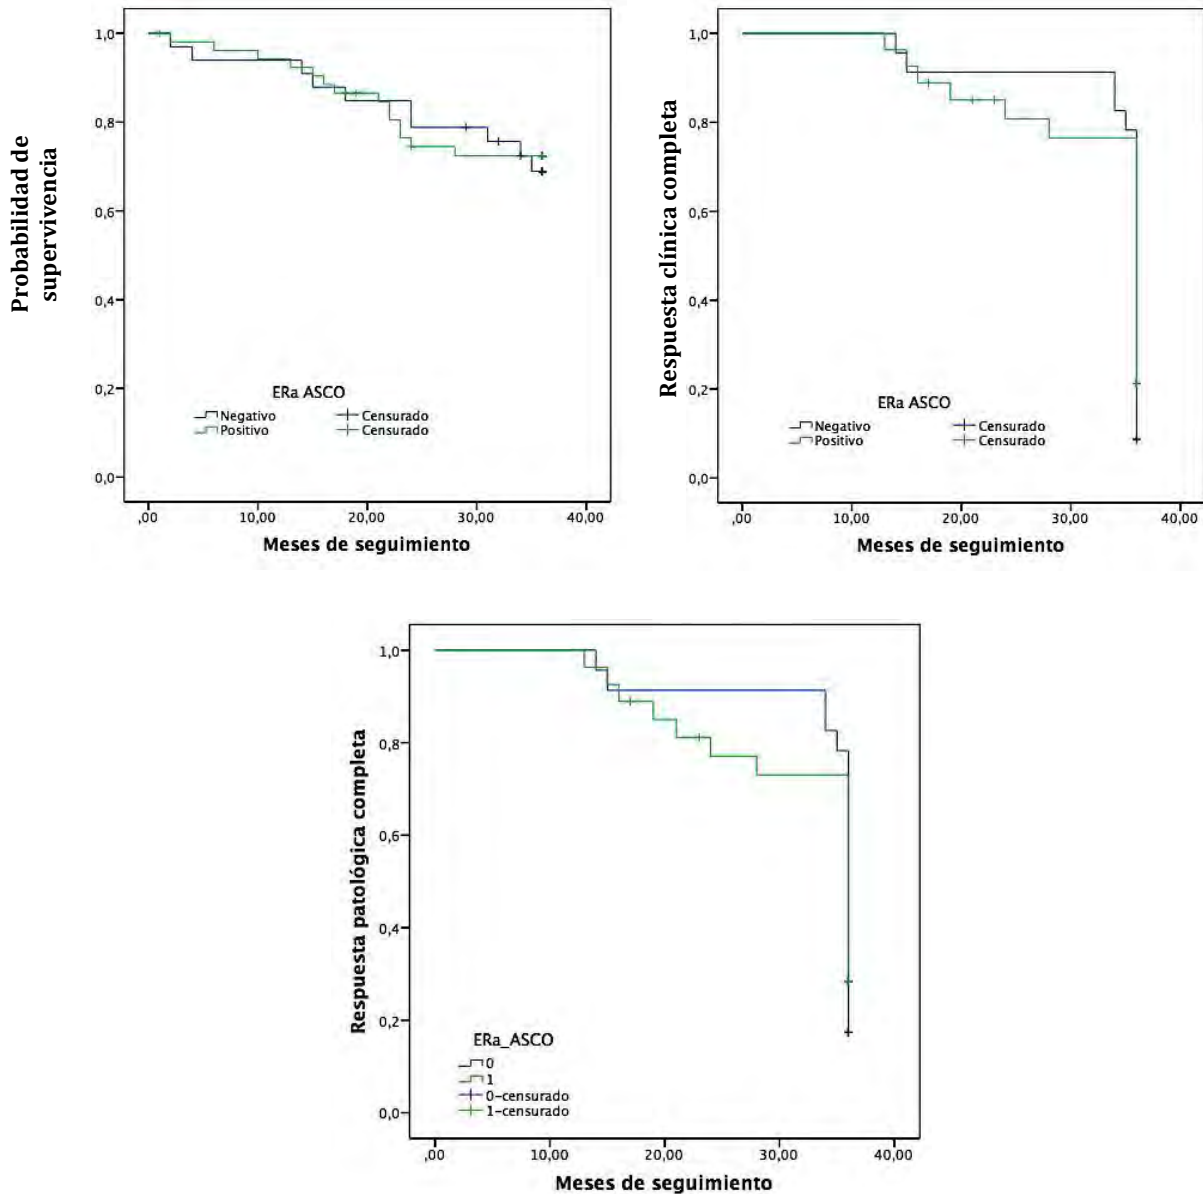 Probabilidad de
supervivencia
1,0
0,8
0,6
0,4
0,2
0,0
ERa ASCO
Negativo Censurado
Positivo Censurado
,00 10,00 20,00 30,00 40,00
Meses de seguimiento
Respuesta clínica completa
1,0
0,8
0,6
0,4
0,2
0,0
ERa ASCO
Negativo Censurado
Positivo Censurado
,00 10,00 20,00 30,00 40,00
Meses de seguimiento
Respuesta patológica completa
1,0
0,8
0,6
0,4
0,2
0,0
ERa_ASCO
0
1
0-censurado
1-censurado
,00 10,00 20,00 30,00 40,00
Meses de seguimiento